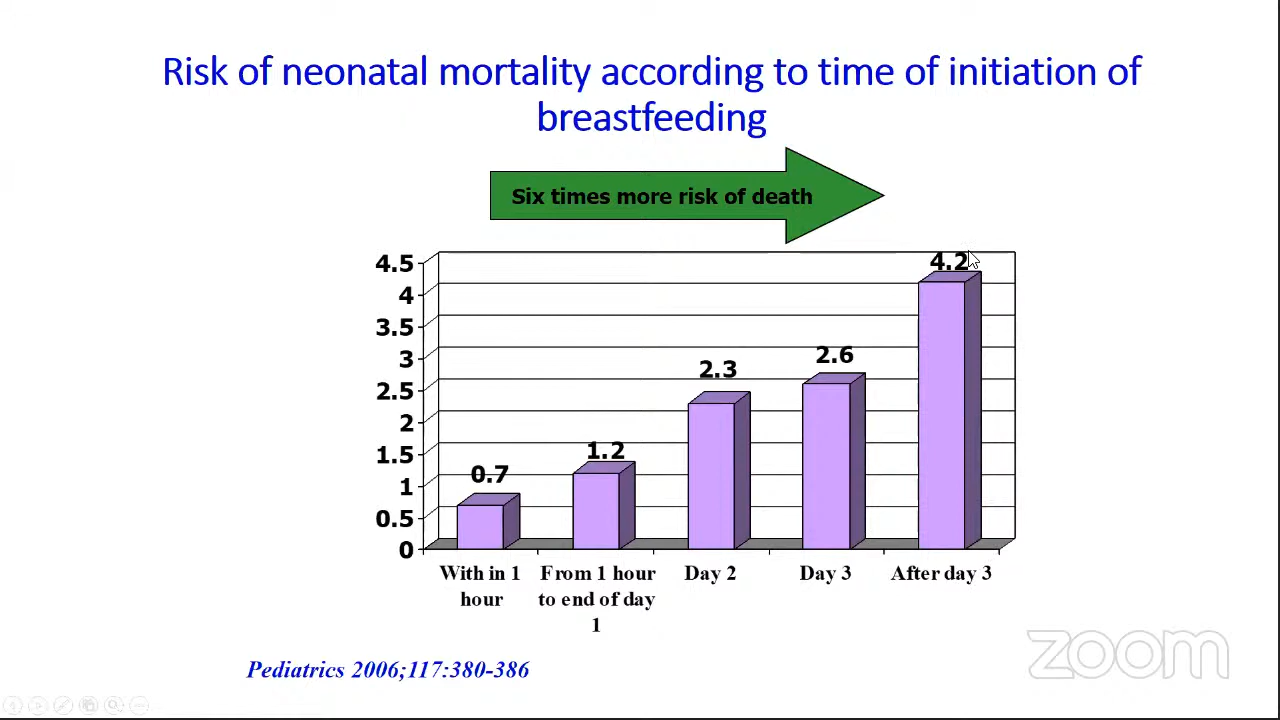 Risk of neonatal mortality according to time of initiation of
breastfeeding
Six times more risk of death
4.5
4
3.5
3
2.5
2
1.5
1
0.5
0
0.7
1.2
2.3
2.6
4.2
With in 1
hour
From 1 hour
to end of day
1
Day 2
Day 3
After day 3
Pediatrics 2006;117:380-386
zoom